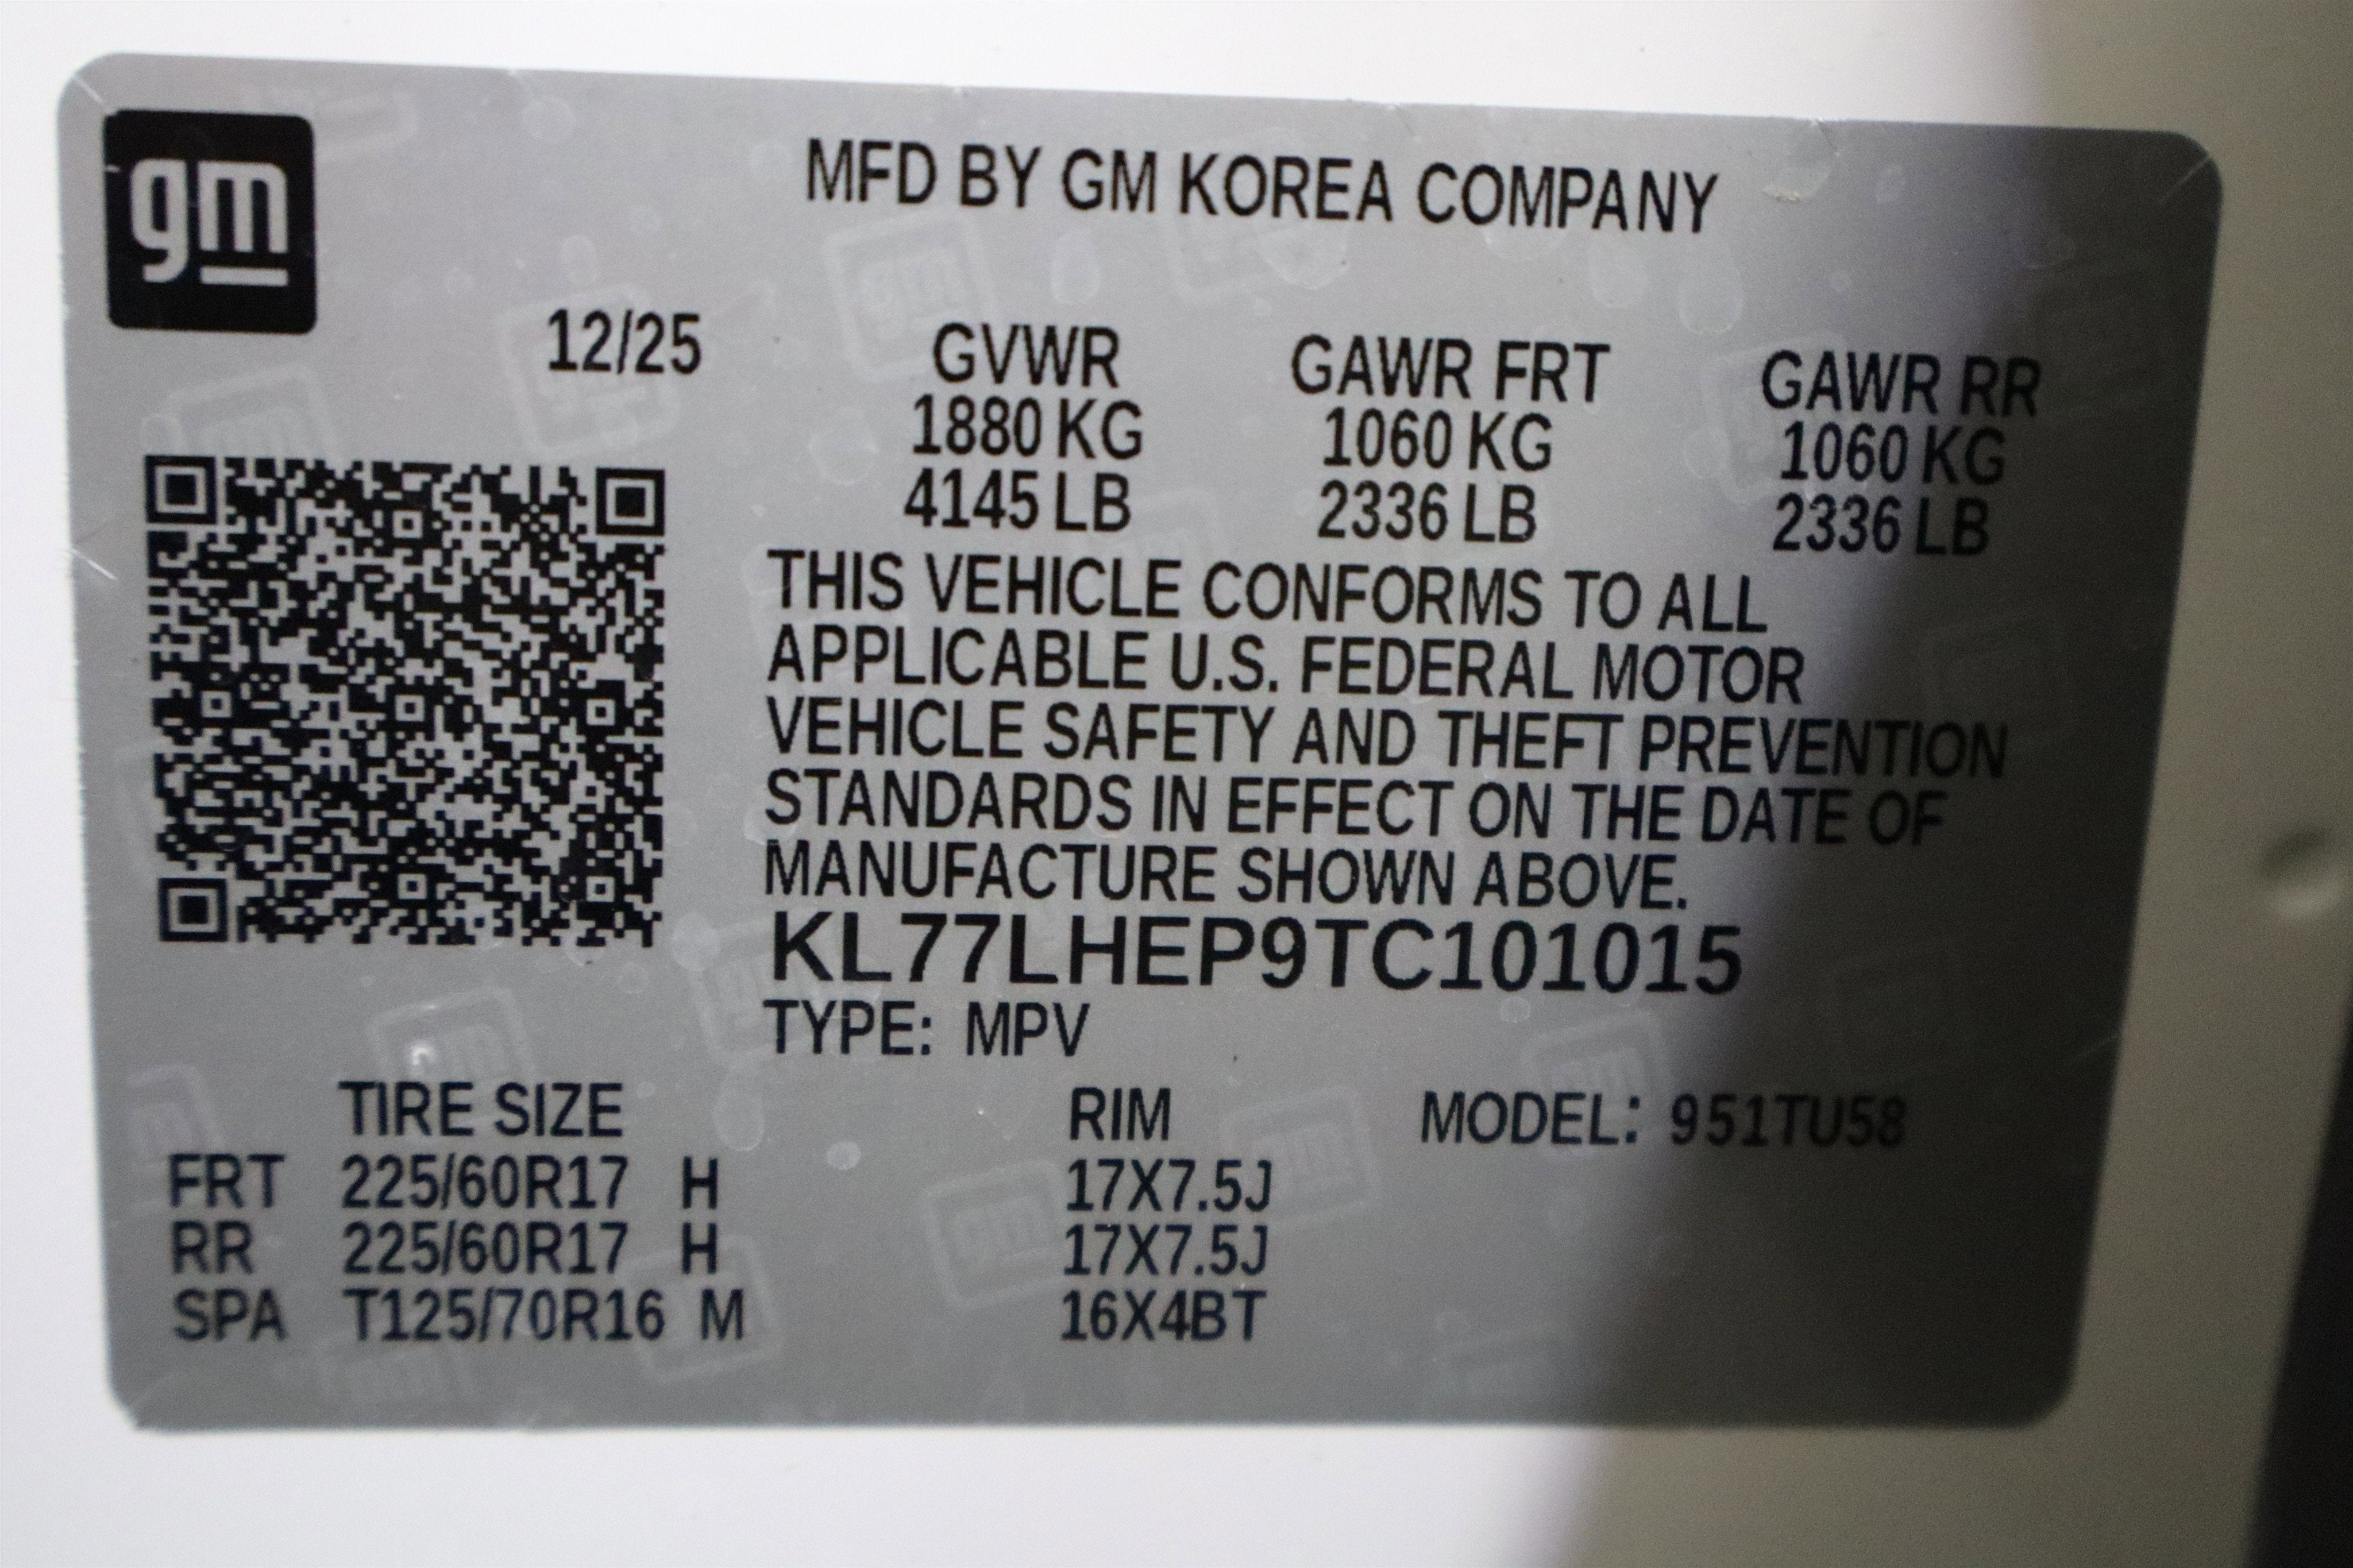 gm
MFD BY GM KOREA COMPANY
12/25 GVWR GAWR FRT GAWR RR
1880 KG 1060 KG 1060 KG
4145 LB 2336 LB 2336 LB
THIS VEHICLE CONFORMS TO ALL
APPLICABLE U.S. FEDERAL MOTOR
VEHICLE SAFETY AND THEFT PREVENTION
STANDARDS IN EFFECT ON THE DATE OF
MANUFACTURE SHOWN ABOVE.
KL77LHEP9TC101015
TYPE: MPV
TIRE SIZE RIM MODEL: 951TU58
FRT 225/60R17 H 17X7.5J
RR 225/60R17 H 17X7.5J
SPA T125/70R16 M 16X4BT